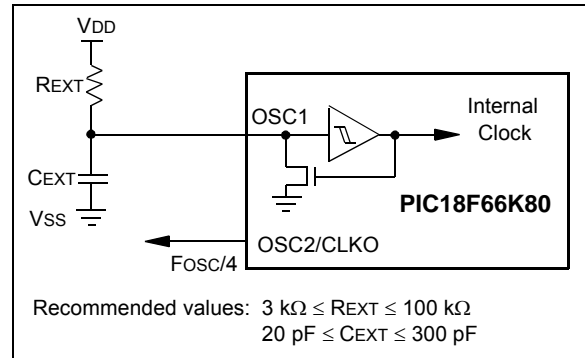 VDD
REXT
OSC1
Internal
Clock
CEXT
PIC18F66K80
VSS
OSC2/CLKO
FOSC/4
Recommended values: 3 kΩ ≤ REXT ≤ 100 kΩ
20 pF ≤ CEXT ≤ 300 pF